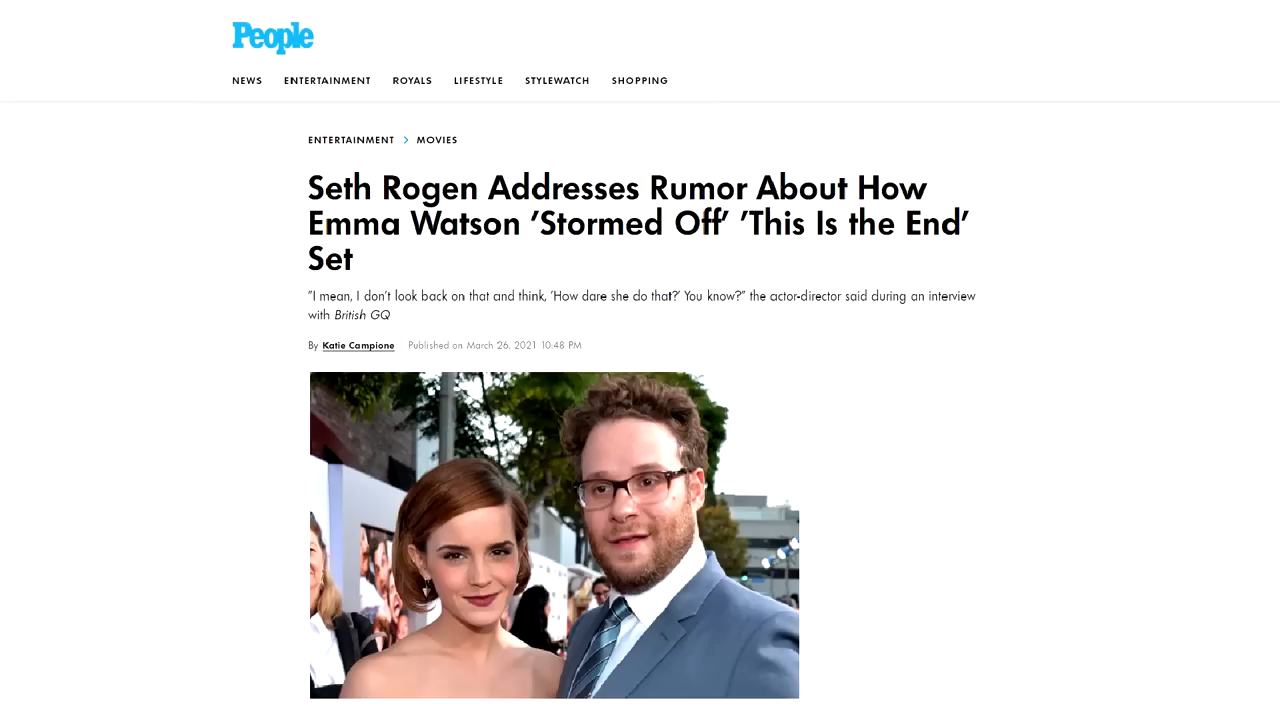 People
NEWS ENTERTAINMENT ROYALS LIFESTYLE STYLEWATCH SHOPPING
ENTERTAINMENT > MOVIES
Seth Rogen Addresses Rumor About How
Emma Watson 'Stormed Off' 'This Is the End'
Set
"I mean, I don't look back on that and think, 'How dare she do that?' You know?" the actor-director said during an interview
with British GQ
By Katie Campione Published on March 26, 2021 10:48 PM